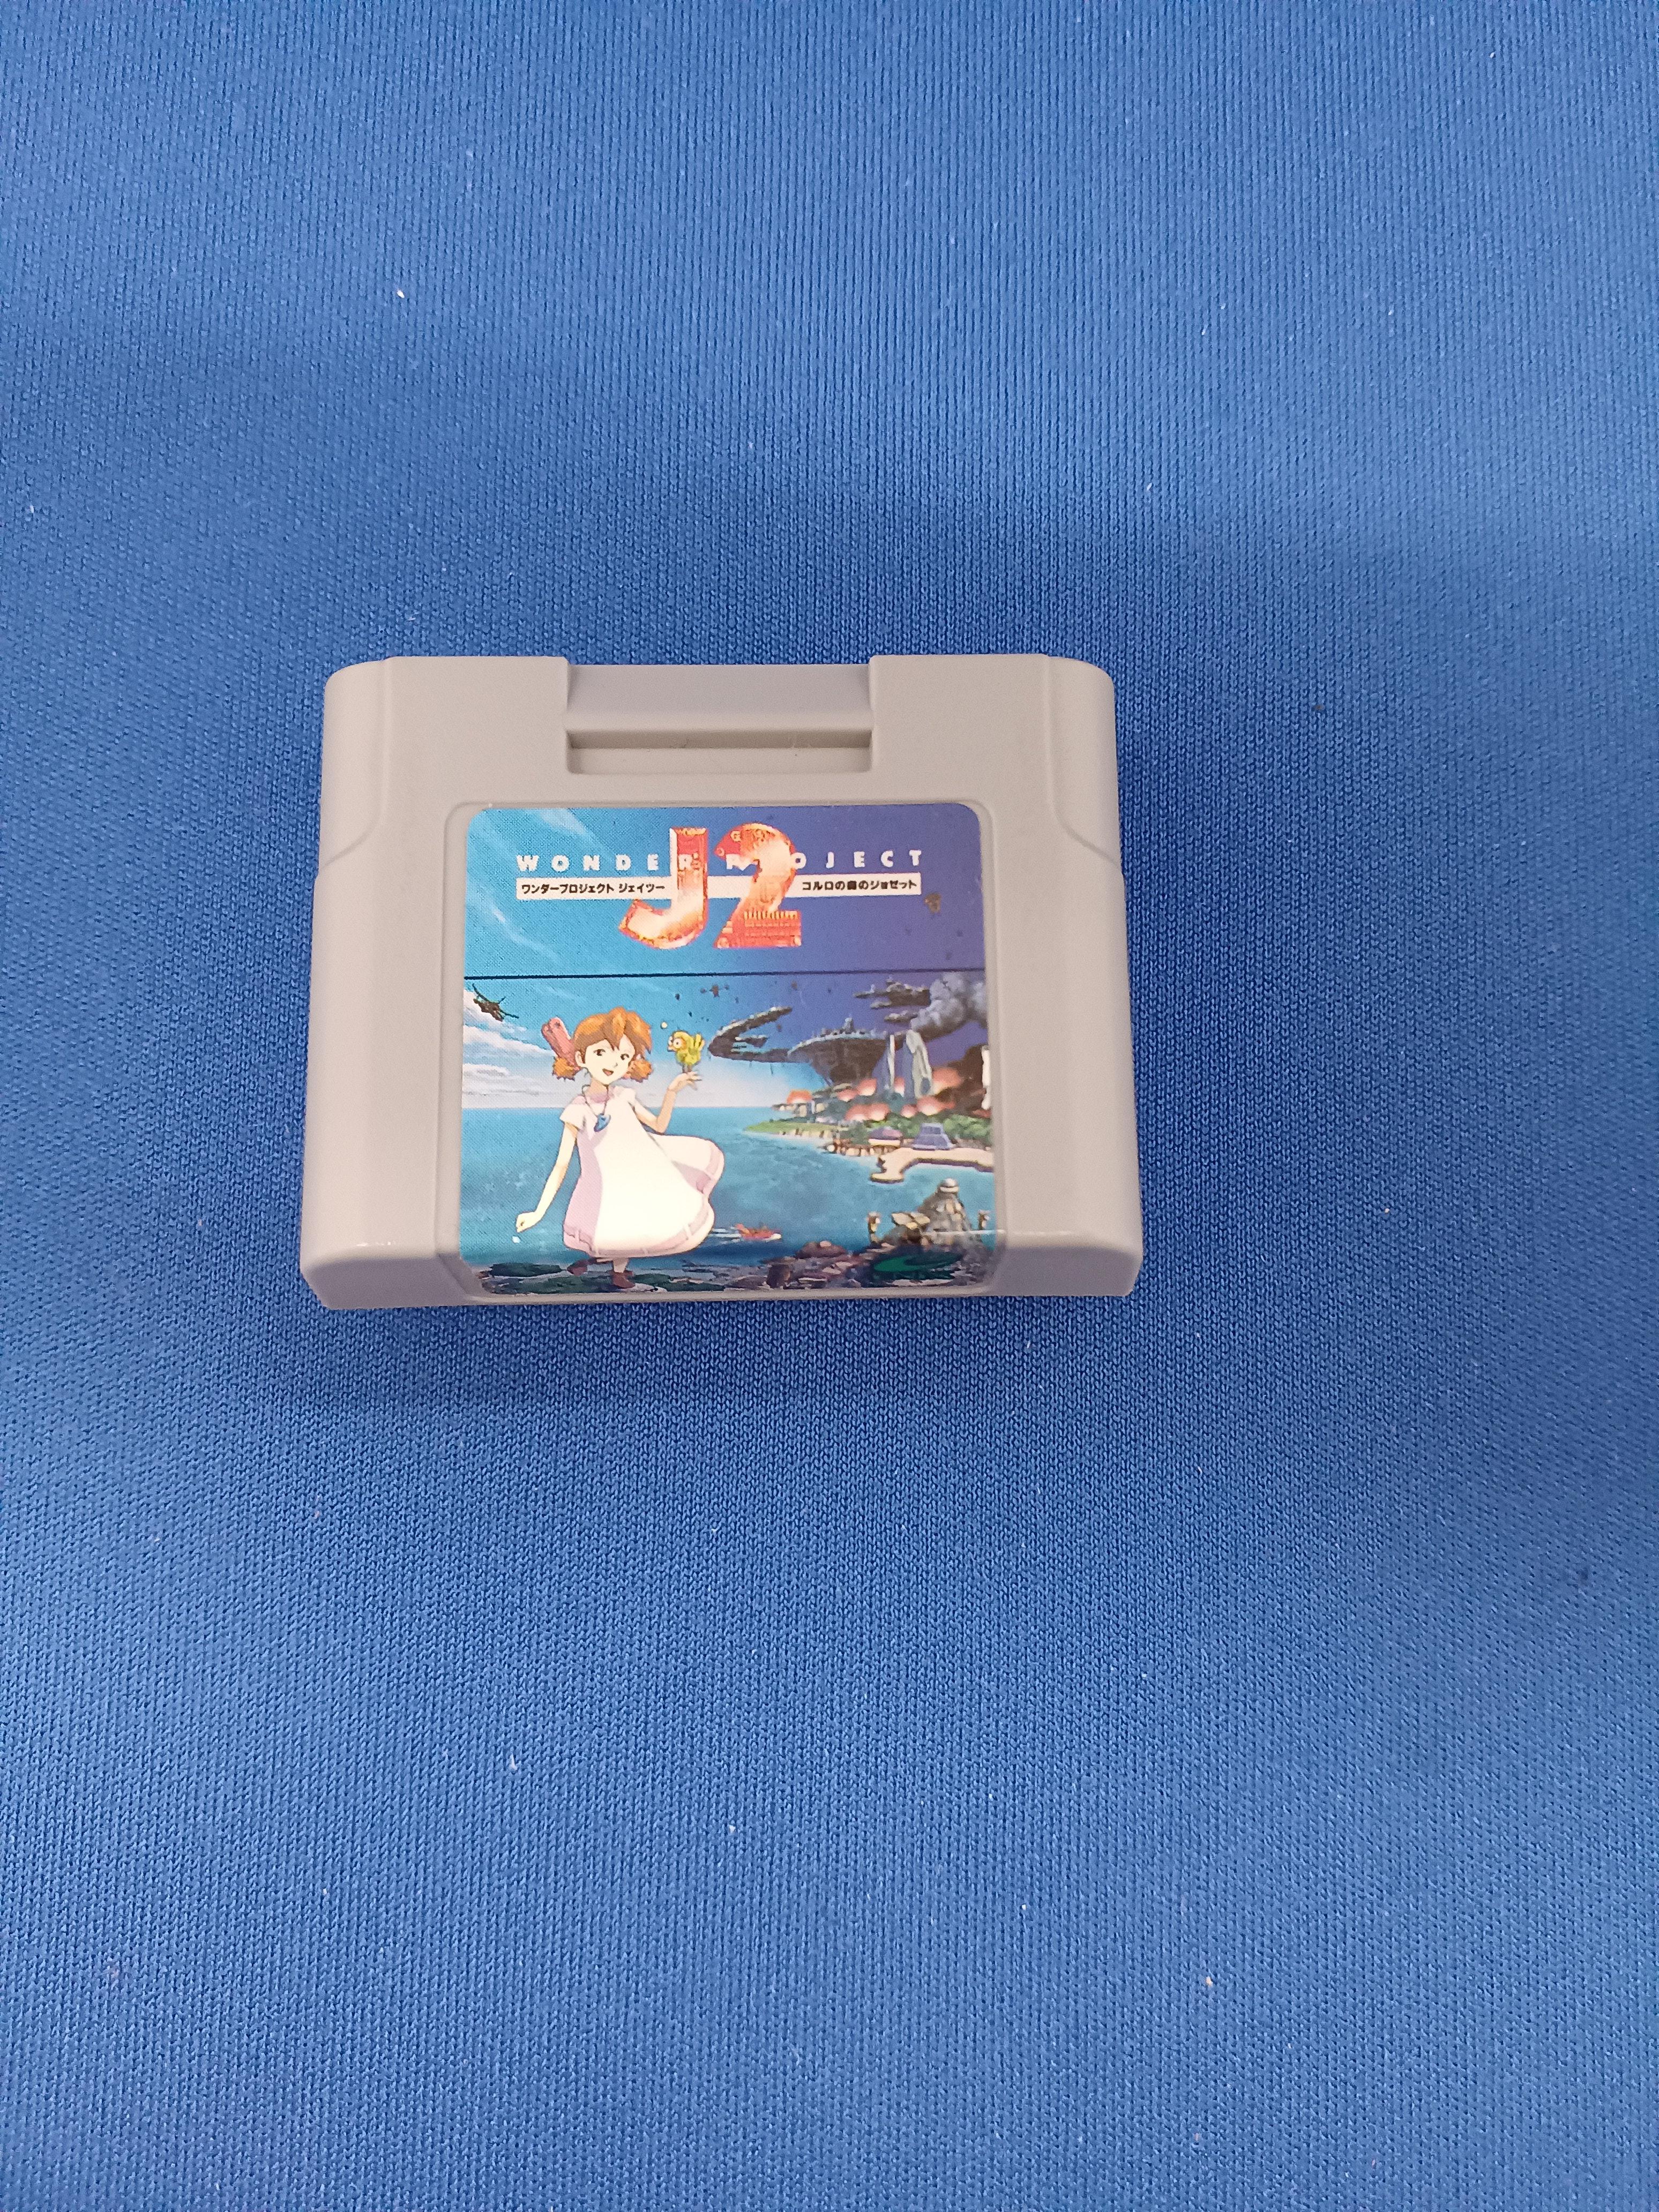 WONDER PROJECT
J2
ワンダープロジェクト ジェイツー
コルロの森のジョゼット